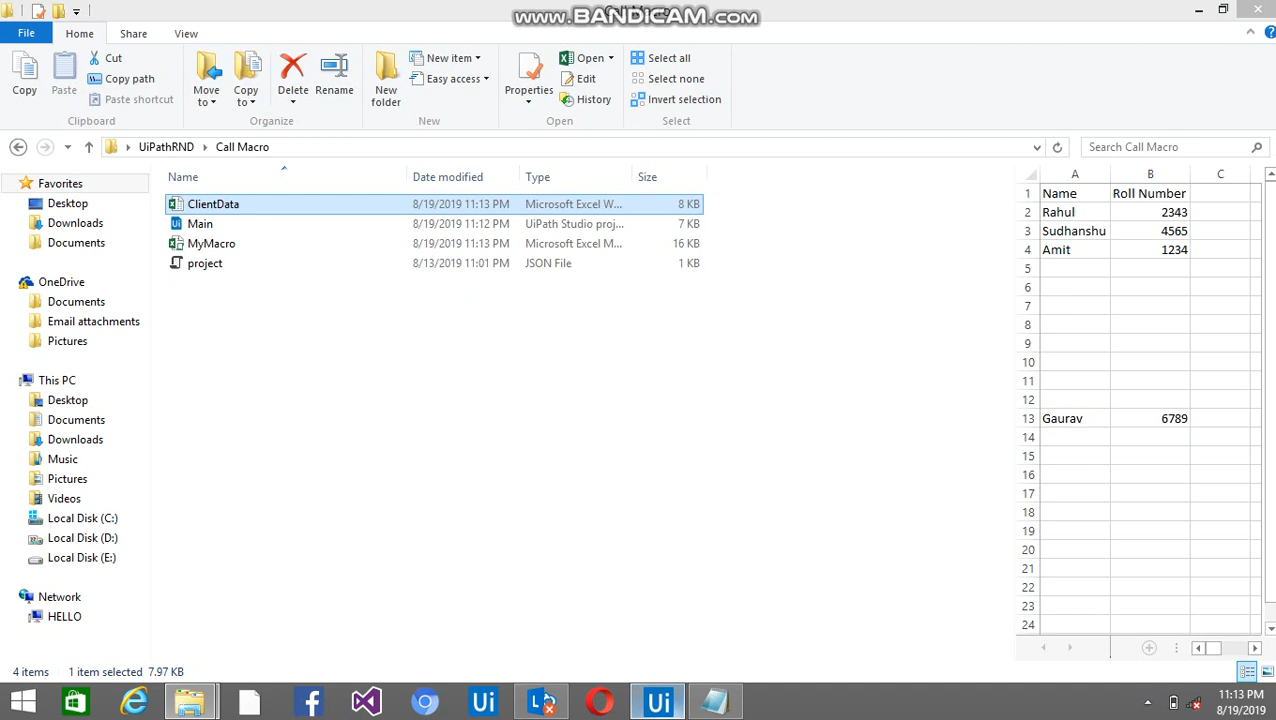 www.BANDICAM.com
File Home Share View
Copy
Paste
Cut
Copy path
Paste shortcut
Clipboard
Move to
Copy to
Delete
Rename
Organize
New folder
New item
Easy access
New
Properties
Open
Edit
History
Open
Select all
Select none
Invert selection
Select
UiPathRND Call Macro
Search Call Macro
Favorites
Desktop
Downloads
Documents
OneDrive
Documents
Email attachments
Pictures
This PC
Desktop
Documents
Downloads
Music
Pictures
Videos
Local Disk (C:)
Local Disk (D:)
Local Disk (E:)
Network
HELLO
Name Date modified Type Size
ClientData 8/19/2019 11:13 PM Microsoft Excel W... 8 KB
Main 8/19/2019 11:12 PM UiPath Studio proj... 7 KB
MyMacro 8/19/2019 11:13 PM Microsoft Excel M... 16 KB
project 8/13/2019 11:01 PM JSON File 1 KB
A B C
1 Name Roll Number
2 Rahul 2343
3 Sudhanshu 4565
4 Amit 1234
5
6
7
8
9
10
11
12
13 Gaurav 6789
14
15
16
17
18
19
20
21
22
23
24
4 items 1 item selected 7.97 KB
Ui
Ui
11:13 PM
8/19/2019